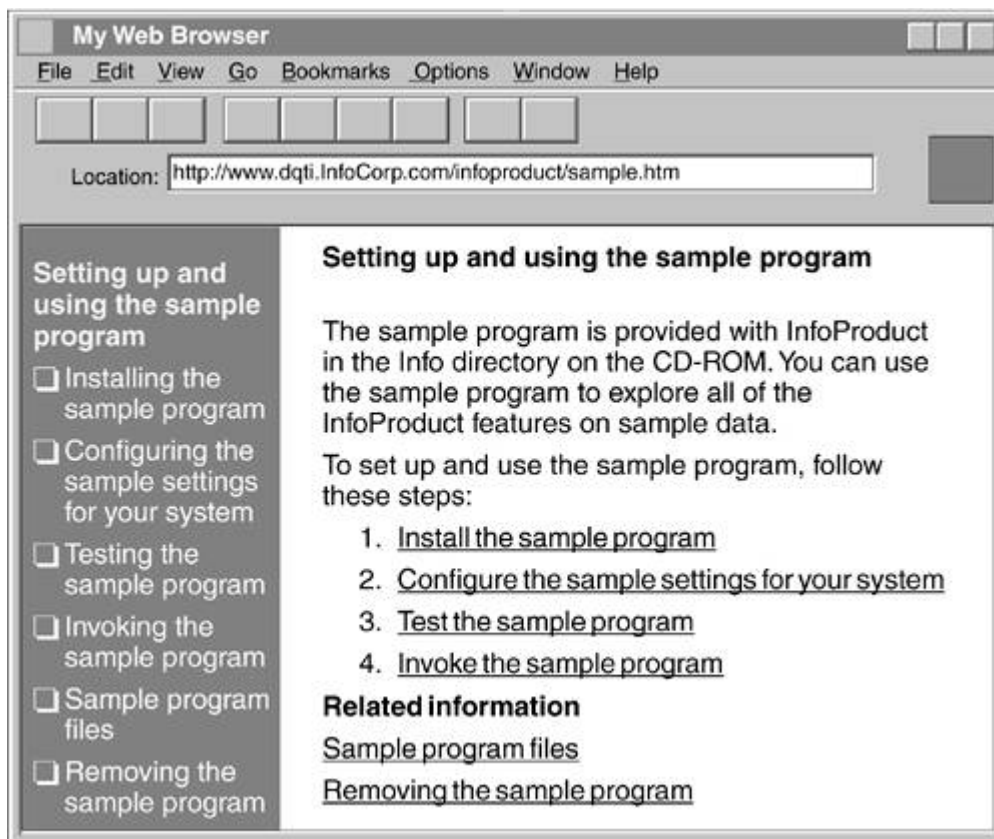 My Web Browser
File Edit View Go Bookmarks Options Window Help
Location: http://www.dqti.InfoCorp.com/infoproduct/sample.htm
Setting up and
using the sample
program
Installing the
sample program
Configuring the
sample settings
for your system
Testing the
sample program
Invoking the
sample program
Sample program
files
Removing the
sample program
Setting up and using the sample program
The sample program is provided with InfoProduct
in the Info directory on the CD-ROM. You can use
the sample program to explore all of the
InfoProduct features on sample data.
To set up and use the sample program, follow
these steps:
1. Install the sample program
2. Configure the sample settings for your system
3. Test the sample program
4. Invoke the sample program
Related information
Sample program files
Removing the sample program